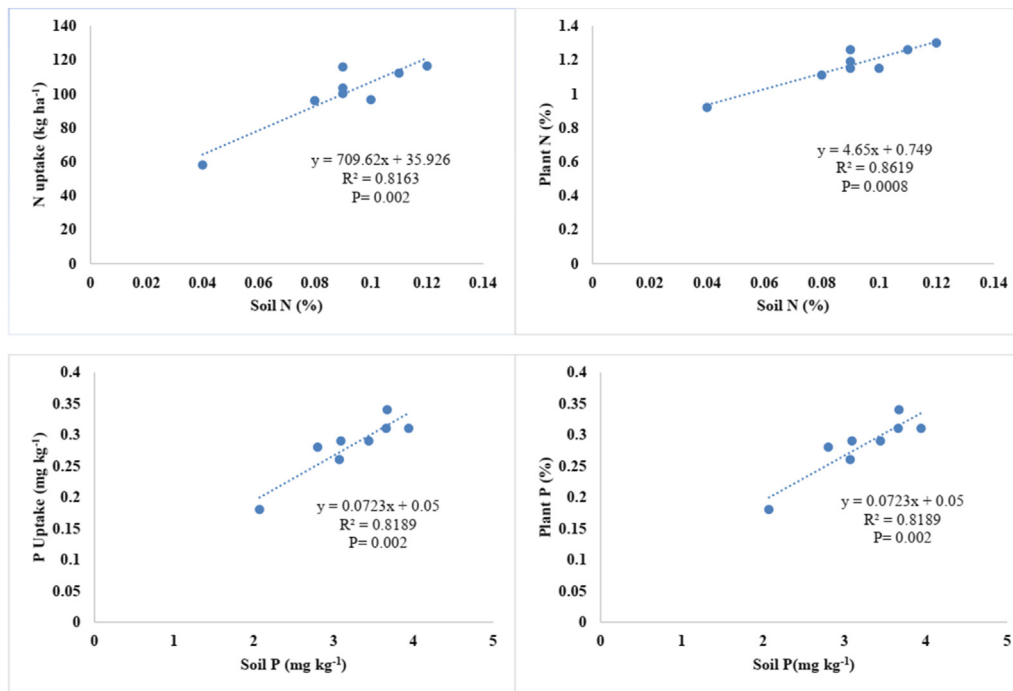 140
120
100
80
60
40
20
0
N uptake (kg ha-1)
y = 709.62x + 35.926
R² = 0.8163
P= 0.002
0 0.02 0.04 0.06 0.08 0.1 0.12 0.14
Soil N (%)
1.4
1.2
1
0.8
0.6
0.4
0.2
0
Plant N (%)
y = 4.65x + 0.749
R² = 0.8619
P= 0.0008
0 0.02 0.04 0.06 0.08 0.1 0.12 0.14
Soil N (%)
0.4
0.35
0.3
0.25
0.2
0.15
0.1
0.05
0
P Uptake (mg kg-1)
y = 0.0723x + 0.05
R² = 0.8189
P= 0.002
0 1 2 3 4 5
Soil P (mg kg-1)
0.4
0.35
0.3
0.25
0.2
0.15
0.1
0.05
0
Plant P (%)
y = 0.0723x + 0.05
R² = 0.8189
P= 0.002
0 1 2 3 4 5
Soil P(mg kg-1)